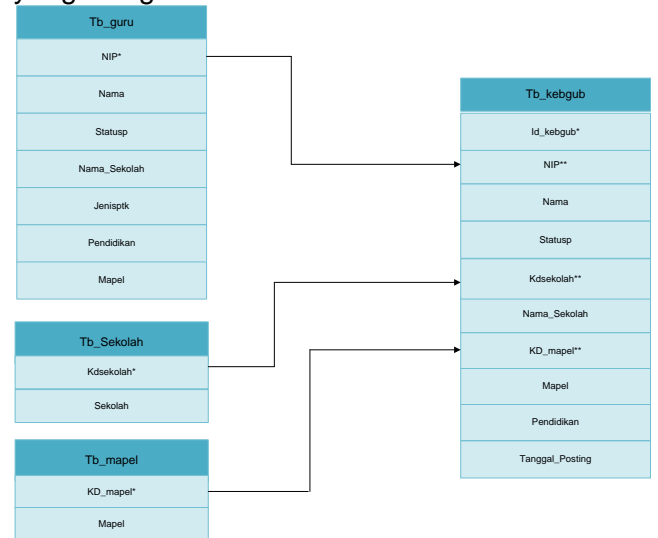 Tb_guru
NIP*
Nama
Statusp
Nama_Sekolah
Jenisptk
Pendidikan
Mapel
Tb_Sekolah
Kdsekolah*
Sekolah
Tb_mapel
KD_mapel*
Mapel
Tb_kebgub
Id_kebgub*
NIP**
Nama
Statusp
Kdsekolah**
Nama_Sekolah
KD_mapel**
Mapel
Pendidikan
Tanggal_Posting